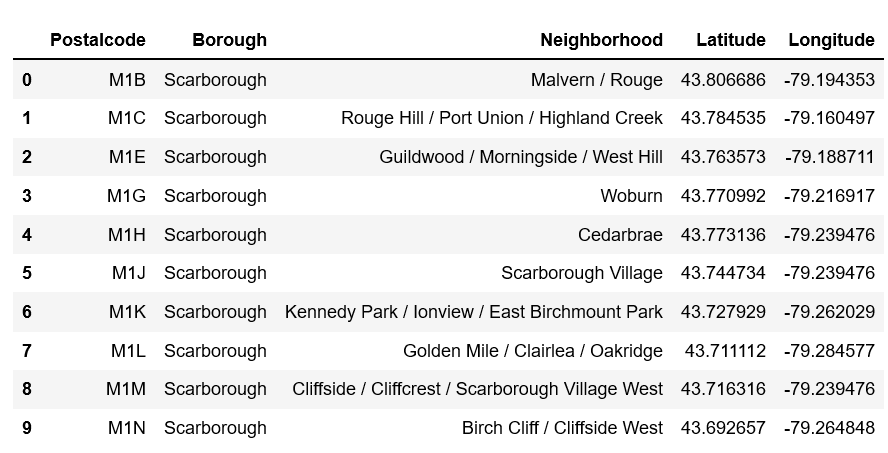 Postalcode Borough Neighborhood Latitude Longitude
0 M1B Scarborough Malvern / Rouge 43.806686 -79.194353
1 M1C Scarborough Rouge Hill / Port Union / Highland Creek 43.784535 -79.160497
2 M1E Scarborough Guildwood / Morningside / West Hill 43.763573 -79.188711
3 M1G Scarborough Woburn 43.770992 -79.216917
4 M1H Scarborough Cedarbrae 43.773136 -79.239476
5 M1J Scarborough Scarborough Village 43.744734 -79.239476
6 M1K Scarborough Kennedy Park / Ionview / East Birchmount Park 43.727929 -79.262029
7 M1L Scarborough Golden Mile / Clairlea / Oakridge 43.711112 -79.284577
8 M1M Scarborough Cliffside / Cliffcrest / Scarborough Village West 43.716316 -79.239476
9 M1N Scarborough Birch Cliff / Cliffside West 43.692657 -79.264848